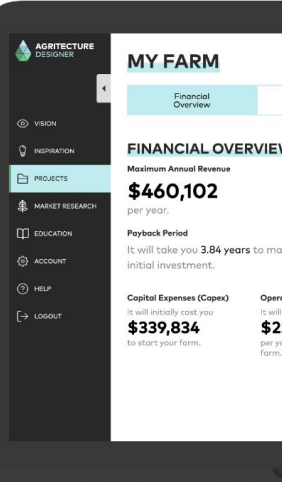 AGRITECTURE
DESIGNER
VISION
INSPIRATION
PROJECTS
MARKET RESEARCH
EDUCATION
ACCOUNT
HELP
LOGOUT
MY FARM
Financial
Overview
FINANCIAL OVERVIEW
Maximum Annual Revenue
$460,102
per year.
Payback Period
It will take you 3.84 years to ma
initial investment.
Capital Expenses (Capex)
It will initially cost you
$339,834
to start your farm.
Opera
It will
$2
per ye
farm.